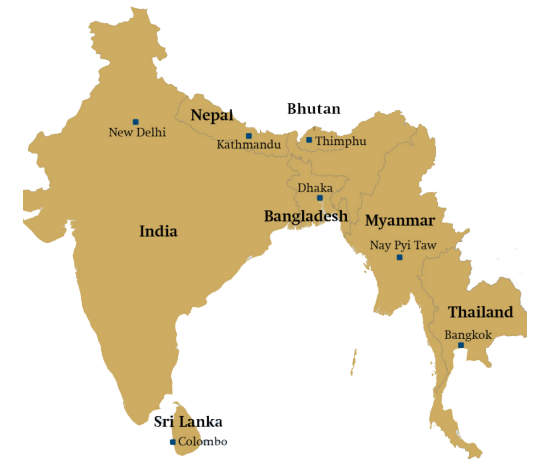 Nepal
Bhutan
New Delhi
Kathmandu
Thimphu
Dhaka
Bangladesh
Myanmar
India
Nay Pyi Taw
Thailand
Bangkok
Sri Lanka
Colombo